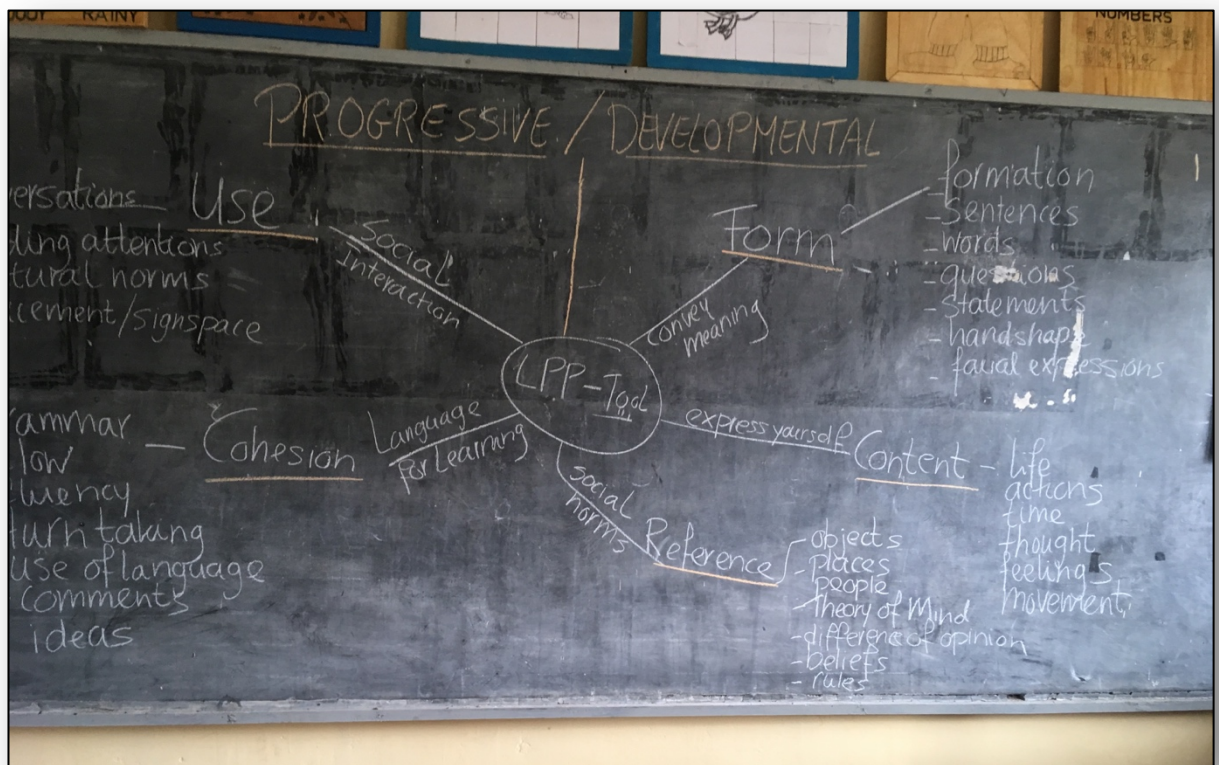 RAINY
NUMBERS
PROGRESSIVE / DEVELOPMENTAL
ersations — Use
ling attentions
tural norms
cement/signspace
Social
Interaction
Form
convey
meaning
- formation
- Sentences
- words
- questions
- statements
- handshape
- facial expressions
LPP-Tool
ammar
low
luency
urn taking
use of language
comments
ideas
— Cohesion
Language
for Learning
express yourself
Content - life
actions
time
thought
feelings
movement
social
norms
Reference
- objects
- places
people
- Theory of Mind
- difference of opinion
- beliefs
- rules